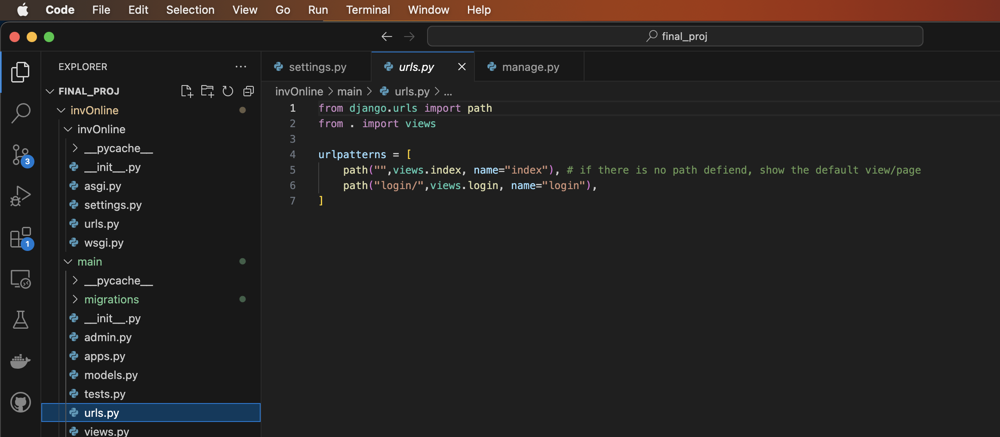 Code File Edit Selection View Go Run Terminal Window Help
final_proj
EXPLORER
FINAL_PROJ
invOnline
invOnline
__pycache__
__init__.py
asgi.py
settings.py
urls.py
wsgi.py
main
__pycache__
migrations
__init__.py
admin.py
apps.py
models.py
tests.py
urls.py
views.py
3
1
settings.py urls.py manage.py
invOnline > main > urls.py > ...
1 from django.urls import path
2 from . import views
3
4 urlpatterns = [
5 path("",views.index, name="index"), # if there is no path defiend, show the default view/page
6 path("login/",views.login, name="login"),
7 ]